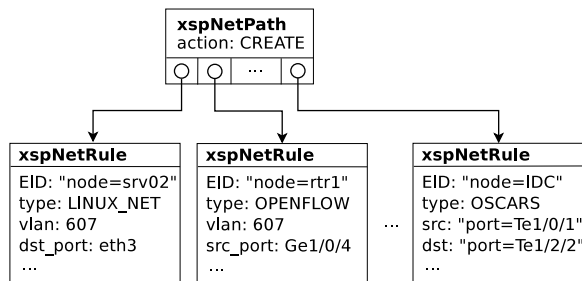 xspNetPath
action: CREATE
...
xspNetRule
EID: "node=srv02"
type: LINUX_NET
vlan: 607
dst_port: eth3
...
xspNetRule
EID: "node=rtr1"
type: OPENFLOW
vlan: 607
src_port: Ge1/0/4
...
...
xspNetRule
EID: "node=IDC"
type: OSCARS
src: "port=Te1/0/1"
dst: "port=Te1/2/2"
...